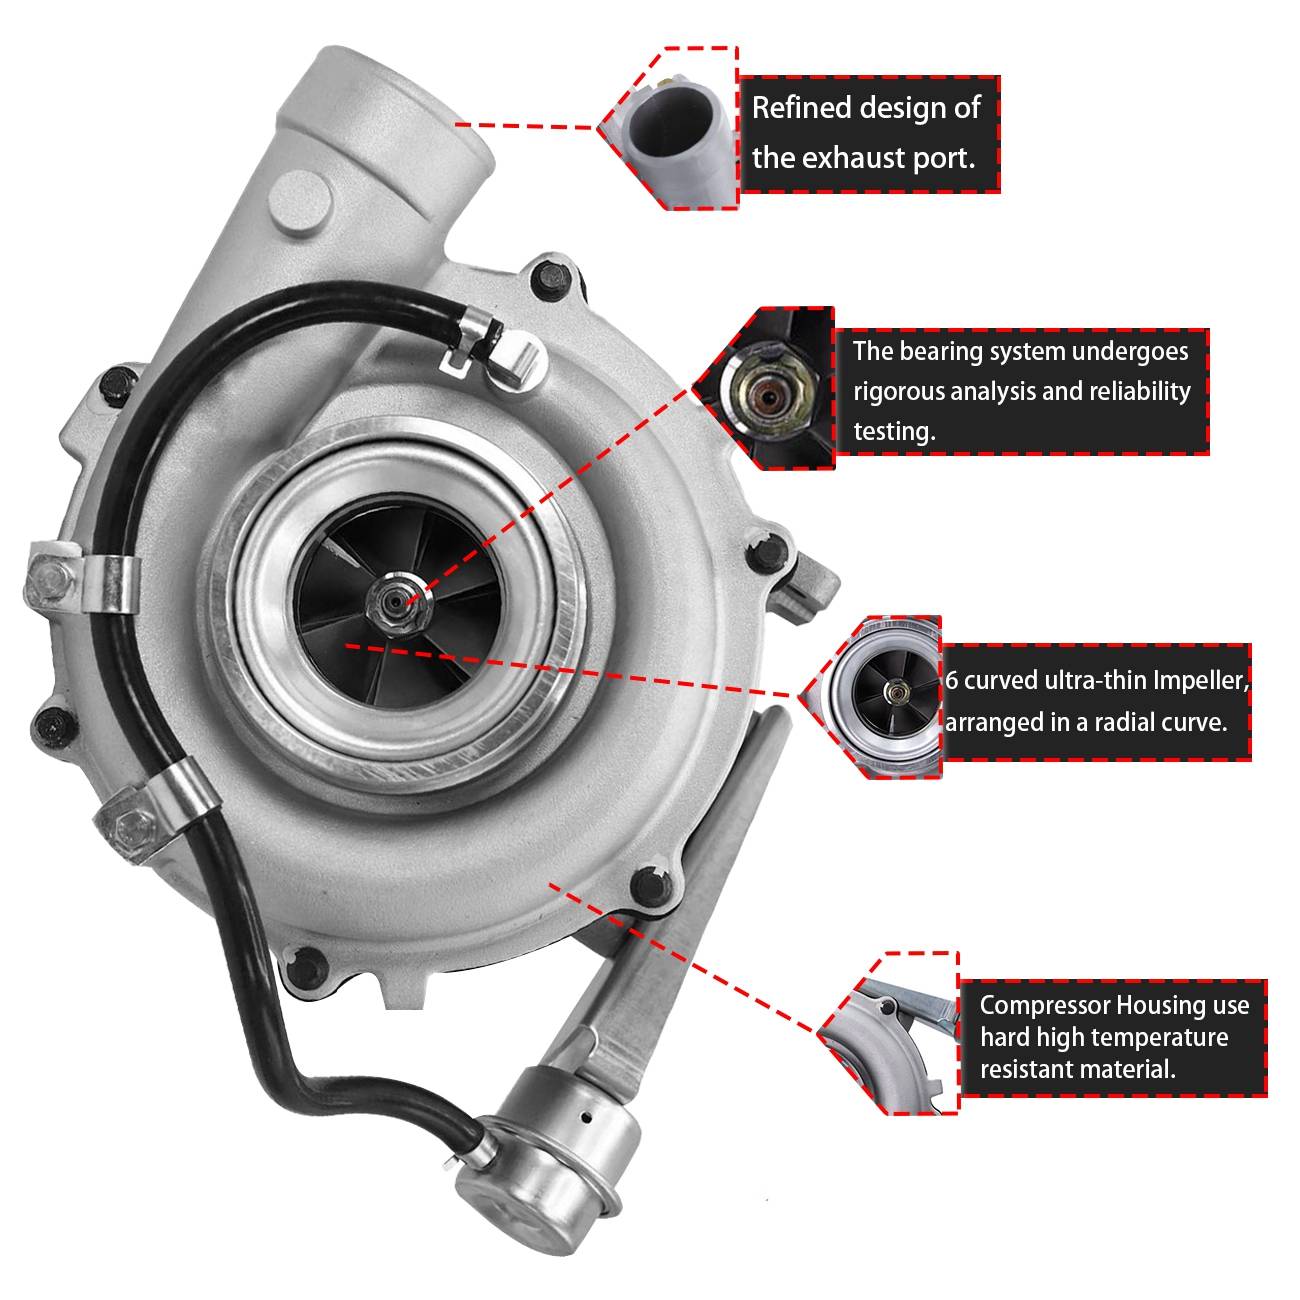 Refined design of
the exhaust port.
The bearing system undergoes
rigorous analysis and reliability
testing.
6 curved ultra-thin Impeller,
arranged in a radial curve.
Compressor Housing use
hard high temperature
resistant material.